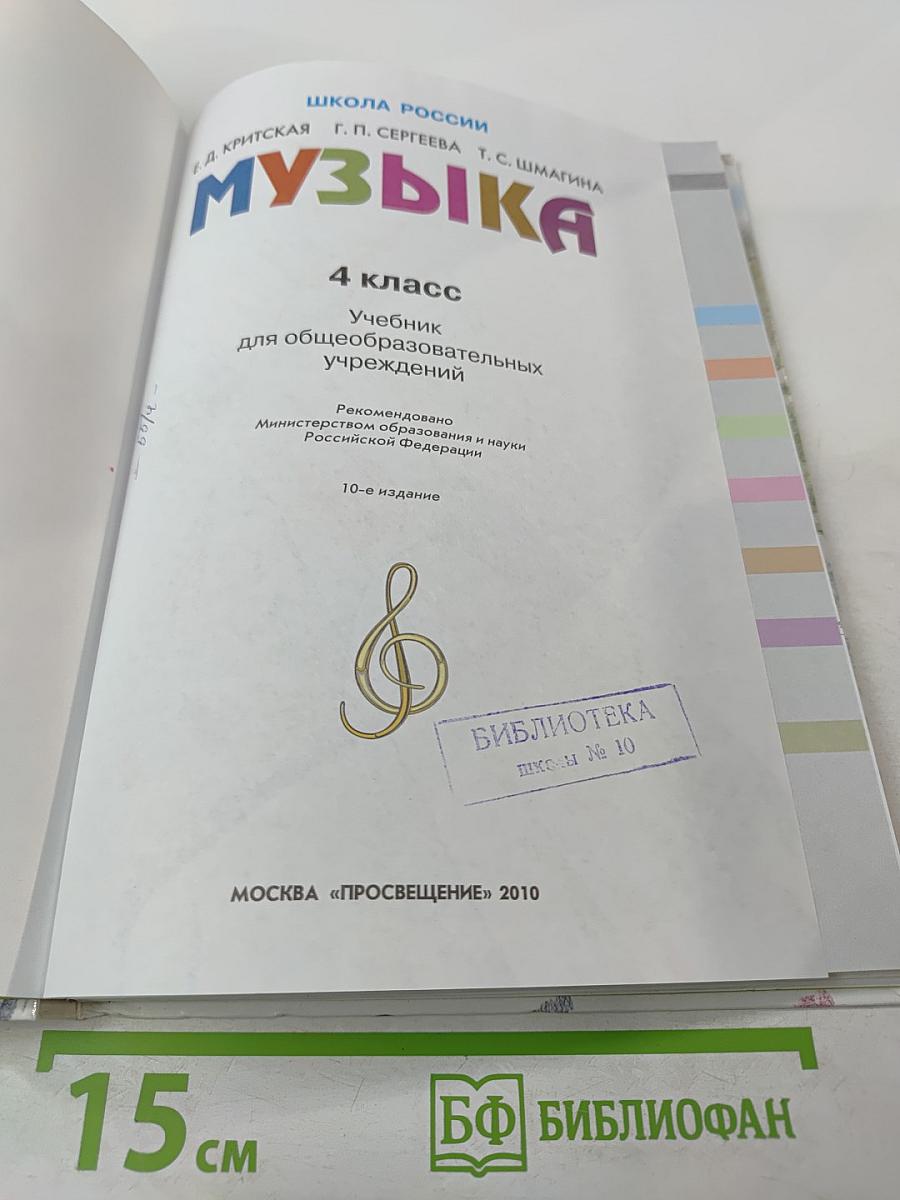 ШКОЛА РОССИИ
Е. Д. КРИТСКАЯ Г. П. СЕРГЕЕВА Т. С. ШМАГИНА
МУЗЫКА
4 класс
Учебник
для общеобразовательных
учреждений
Рекомендовано
Министерством образования и науки
Российской Федерации
10-е издание
БИБЛИОТЕКА
школы № 10
МОСКВА «ПРОСВЕЩЕНИЕ» 2010
15 см
БФ БИБЛИОФАН